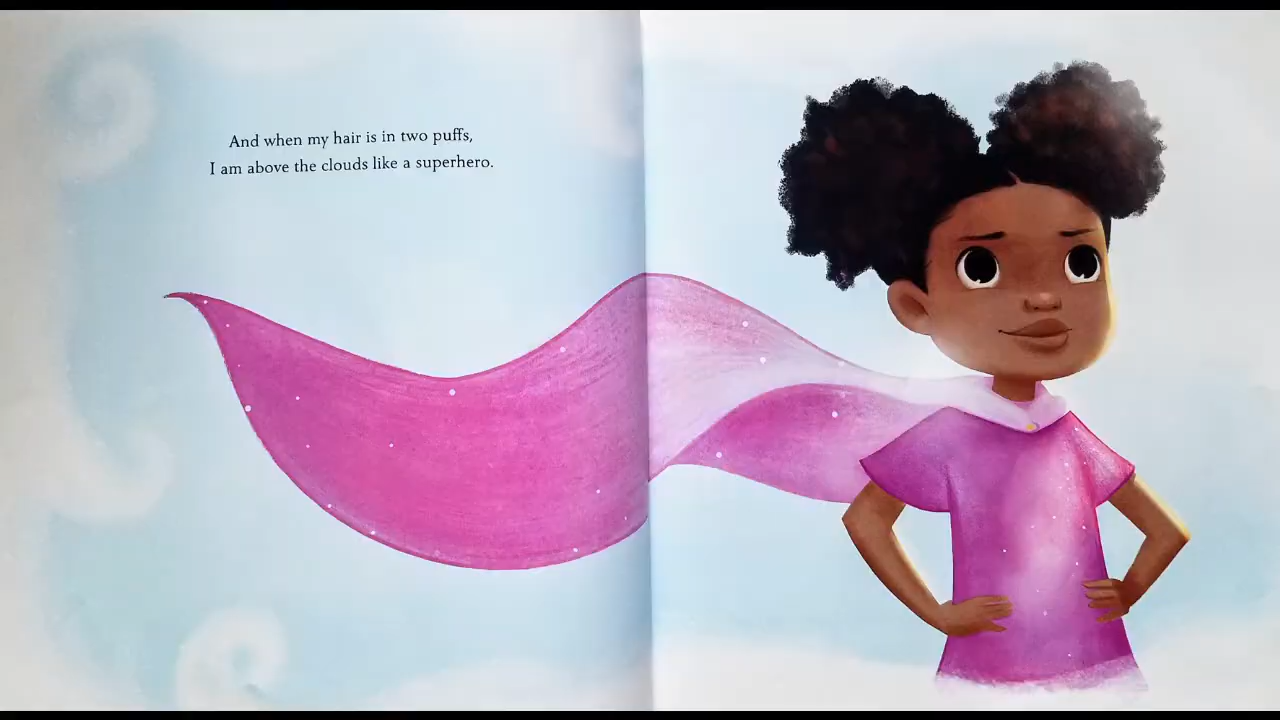 And when my hair is in two puffs,
I am above the clouds like a superhero.